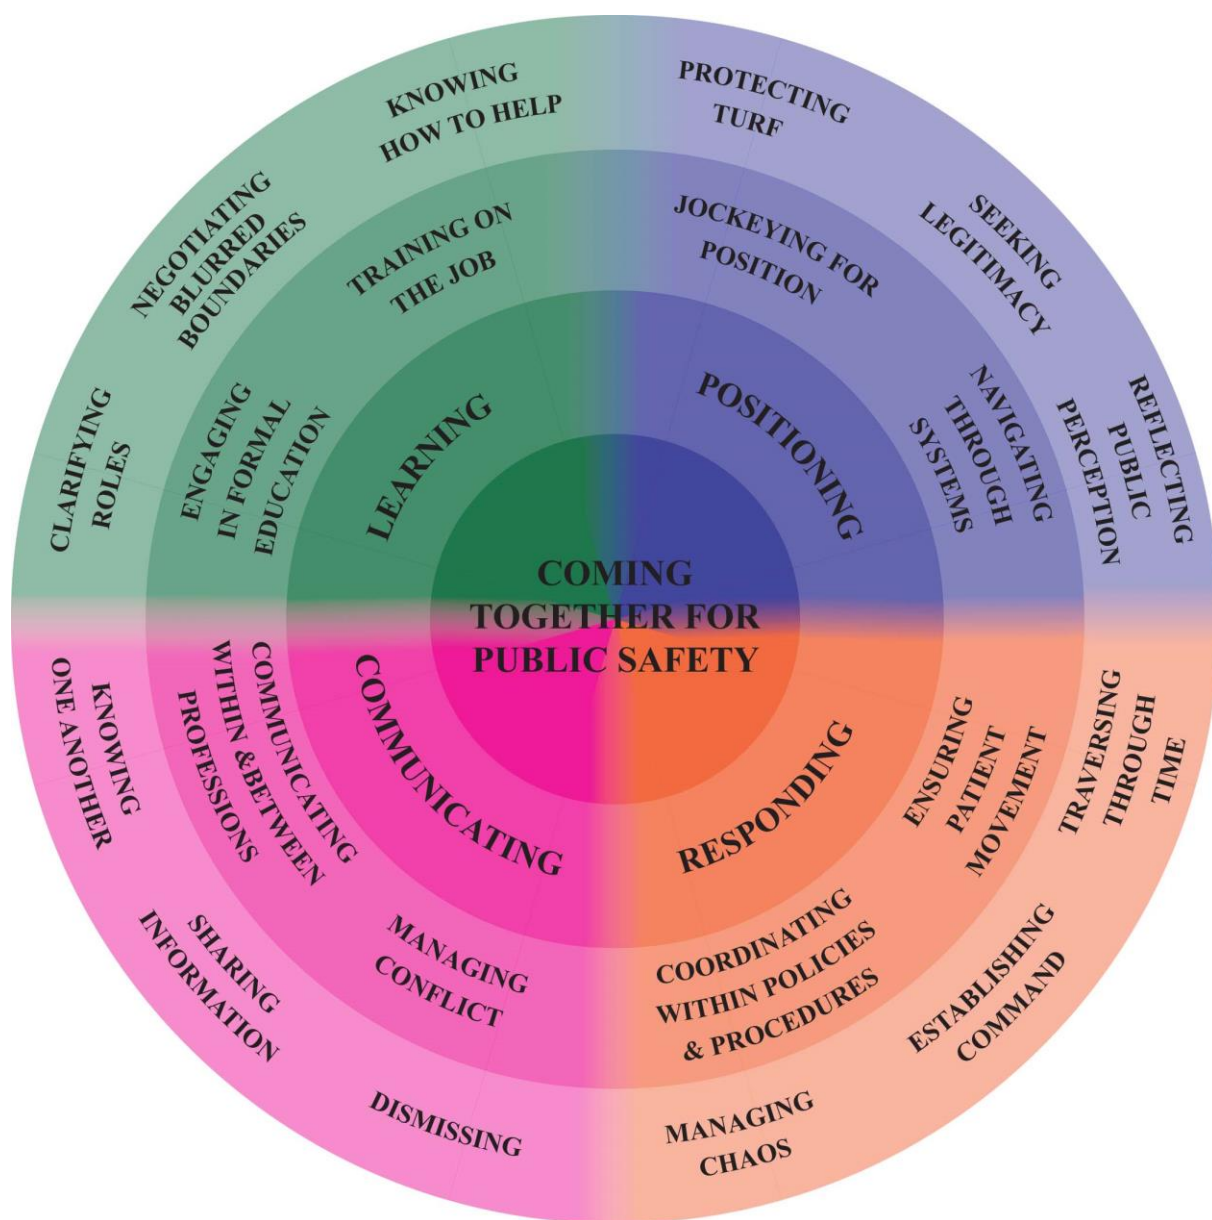 COMING
TOGETHER FOR
PUBLIC SAFETY
POSITIONING
JOCKEYING FOR
POSITION
NAVIGATING
THROUGH
SYSTEMS
PROTECTING
TURF
SEEKING
LEGITIMACY
REFLECTING
PUBLIC
PERCEPTION
RESPONDING
ENSURING
PATIENT
MOVEMENT
COORDINATING
WITHIN POLICIES
& PROCEDURES
TRAVERSING
THROUGH
TIME
ESTABLISHING
COMMAND
MANAGING
CHAOS
COMMUNICATING
MANAGING
CONFLICT
COMMUNICATING
WITHIN &BETWEEN
PROFESSIONS
DISMISSING
SHARING
INFORMATION
KNOWING
ONE ANOTHER
LEARNING
ENGAGING
IN FORMAL
EDUCATION
TRAINING ON
THE JOB
CLARIFYING
ROLES
NEGOTIATING
BLURRED
BOUNDARIES
KNOWING
HOW TO HELP